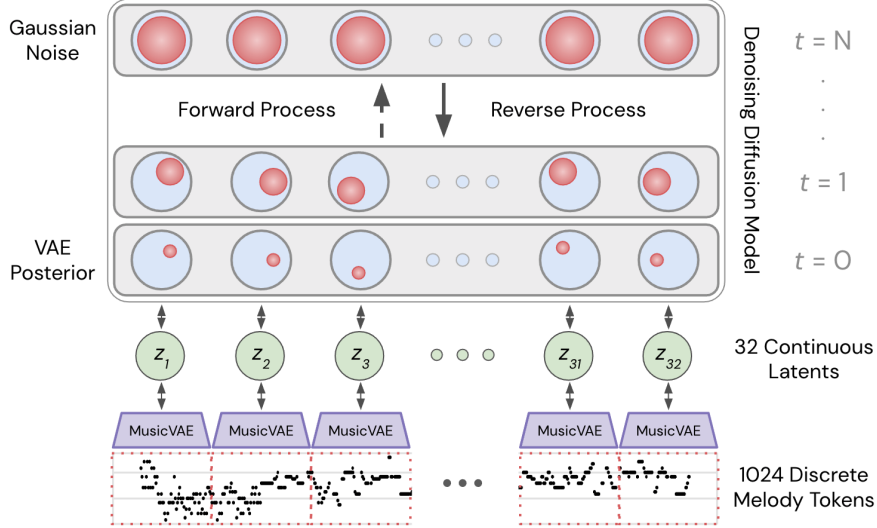 Gaussian
Noise
t = N
Forward Process
Reverse Process
Denoising Diffusion Model
t = 1
VAE
Posterior
t = 0
z1 z2 z3 z31 z32
32 Continuous
Latents
MusicVAE MusicVAE MusicVAE MusicVAE MusicVAE
1024 Discrete
Melody Tokens